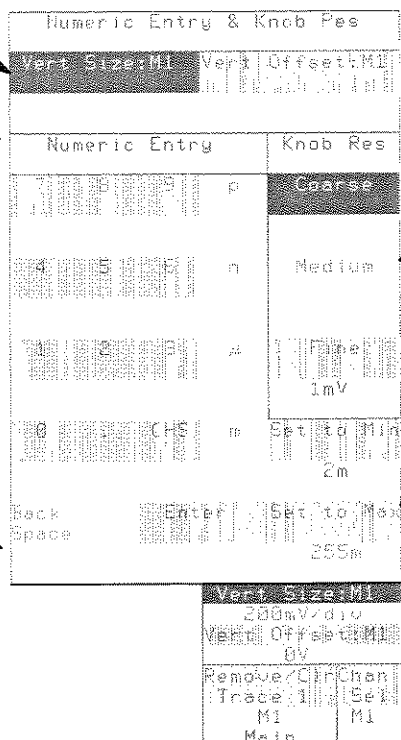 Numeric Entry & Knob Res
Vert Size:M1 Vert Offset:M1
Numeric Entry Knob Res
7 8 9 p Coarse
4 5 6 n Medium
1 2 3 µ Fine
1mV
0 . CHS m Set to Min
2m
Back Space Enter Set to Max
255m
Vert Size:M1
200mV/div
Vert Offset:M1
0V
Remove/Clr Chan
Trace 1 Sel
M1 M1
Main